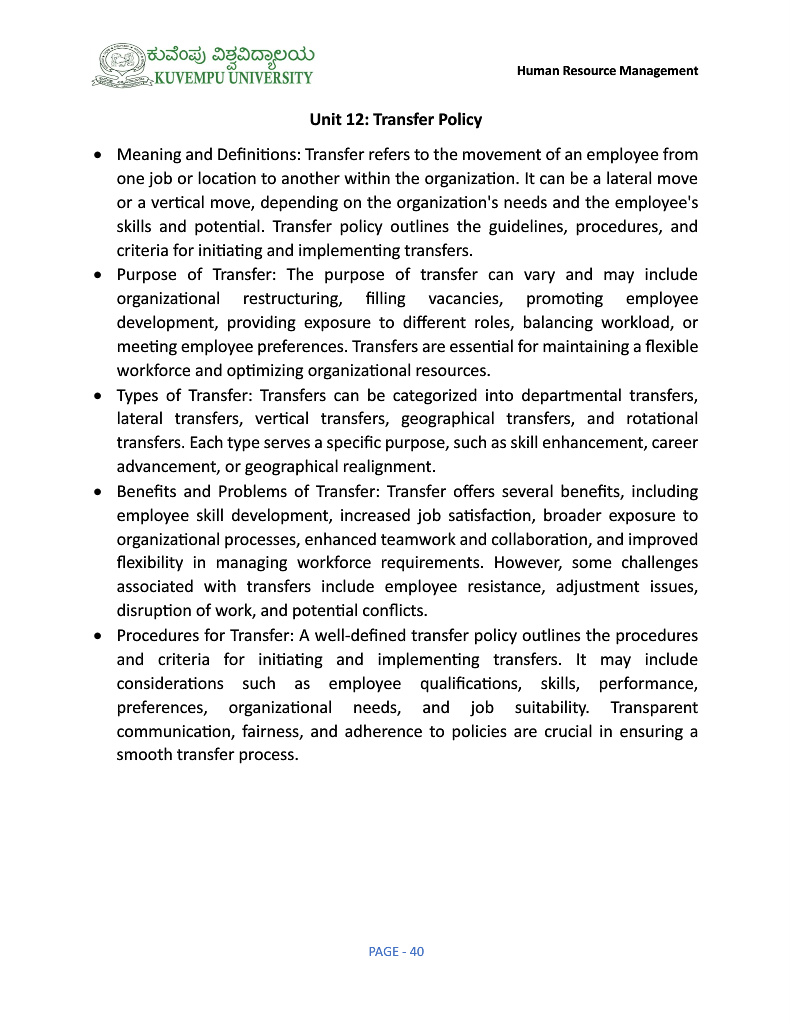 ಕುವೆಂಪು ವಿಶ್ವವಿದ್ಯಾಲಯ
KUVEMPU UNIVERSITY
Human Resource Management
Unit 12: Transfer Policy
• Meaning and Definitions: Transfer refers to the movement of an employee from
one job or location to another within the organization. It can be a lateral move
or a vertical move, depending on the organization's needs and the employee's
skills and potential. Transfer policy outlines the guidelines, procedures, and
criteria for initiating and implementing transfers.
• Purpose of Transfer: The purpose of transfer can vary and may include
organizational restructuring, filling vacancies, promoting employee
development, providing exposure to different roles, balancing workload, or
meeting employee preferences. Transfers are essential for maintaining a flexible
workforce and optimizing organizational resources.
• Types of Transfer: Transfers can be categorized into departmental transfers,
lateral transfers, vertical transfers, geographical transfers, and rotational
transfers. Each type serves a specific purpose, such as skill enhancement, career
advancement, or geographical realignment.
• Benefits and Problems of Transfer: Transfer offers several benefits, including
employee skill development, increased job satisfaction, broader exposure to
organizational processes, enhanced teamwork and collaboration, and improved
flexibility in managing workforce requirements. However, some challenges
associated with transfers include employee resistance, adjustment issues,
disruption of work, and potential conflicts.
• Procedures for Transfer: A well-defined transfer policy outlines the procedures
and criteria for initiating and implementing transfers. It may include
considerations such as employee qualifications, skills, performance,
preferences, organizational needs, and job suitability. Transparent
communication, fairness, and adherence to policies are crucial in ensuring a
smooth transfer process.
PAGE - 40